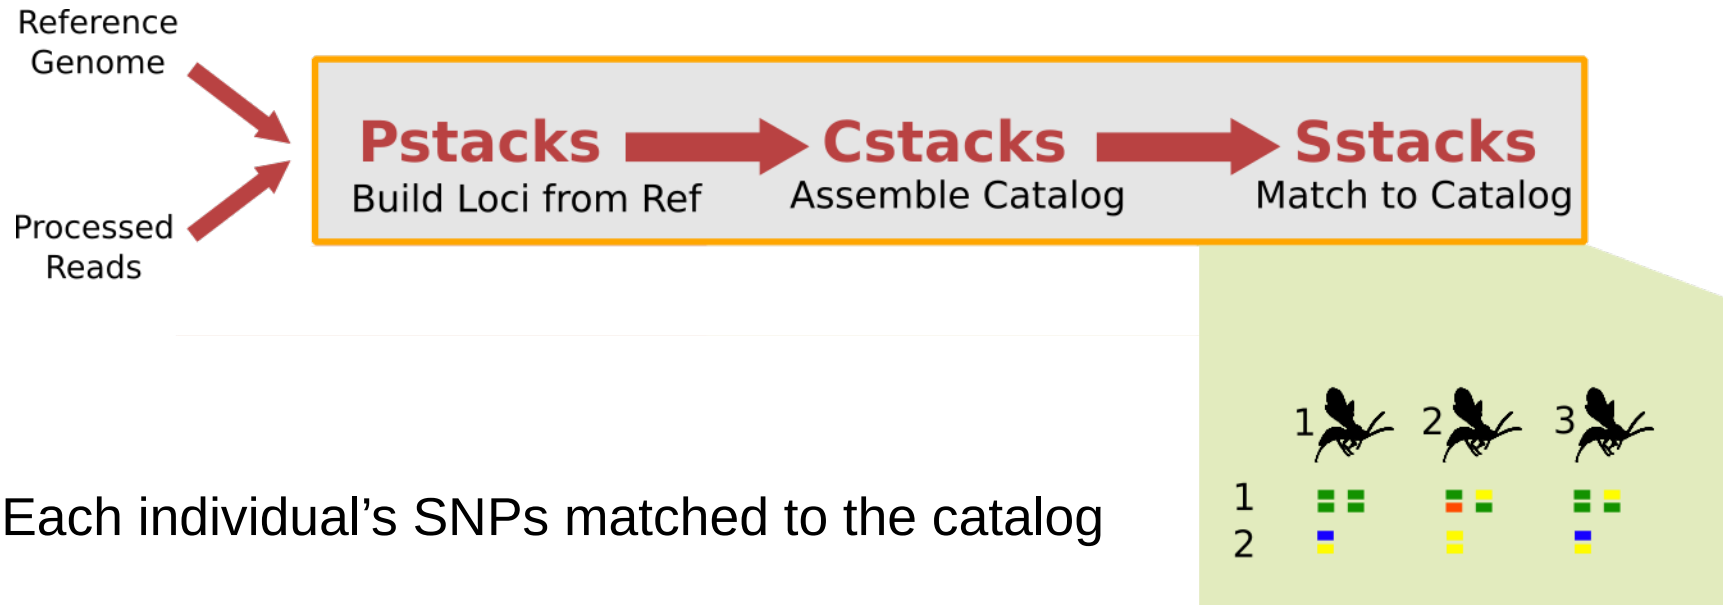 Reference
Genome
Pstacks
Build Loci from Ref
Cstacks
Assemble Catalog
Sstacks
Match to Catalog
Processed
Reads
1 2 3
1
2
Each individual’s SNPs matched to the catalog